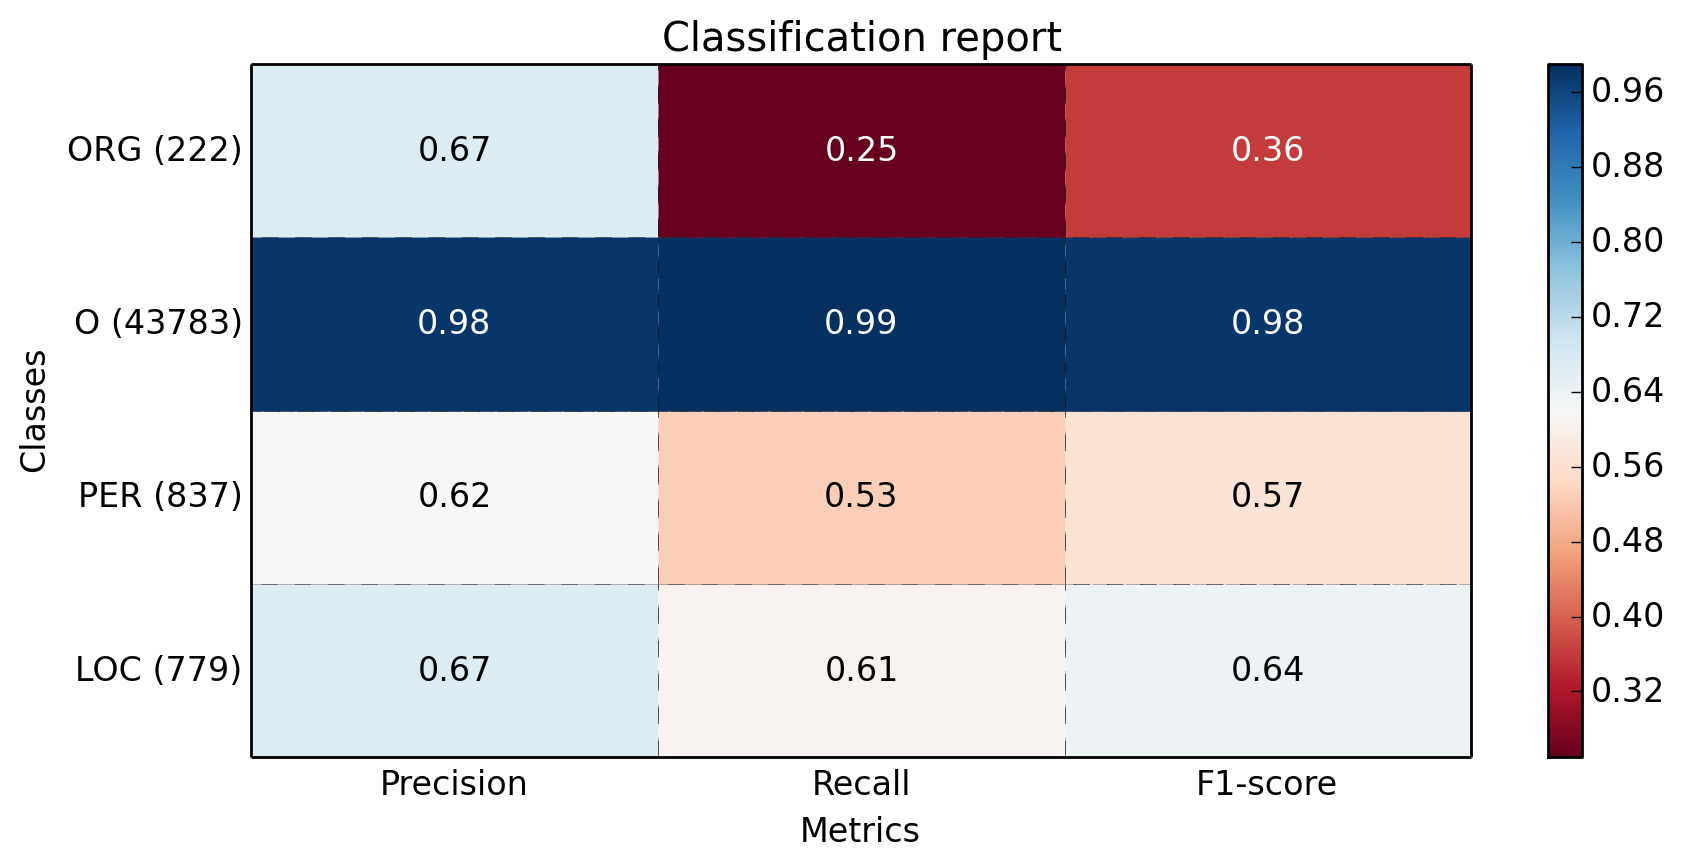 Classification report
Classes
ORG (222) 0.67 0.25 0.36
O (43783) 0.98 0.99 0.98
PER (837) 0.62 0.53 0.57
LOC (779) 0.67 0.61 0.64
Precision Recall F1-score
Metrics
0.96
0.88
0.80
0.72
0.64
0.56
0.48
0.40
0.32